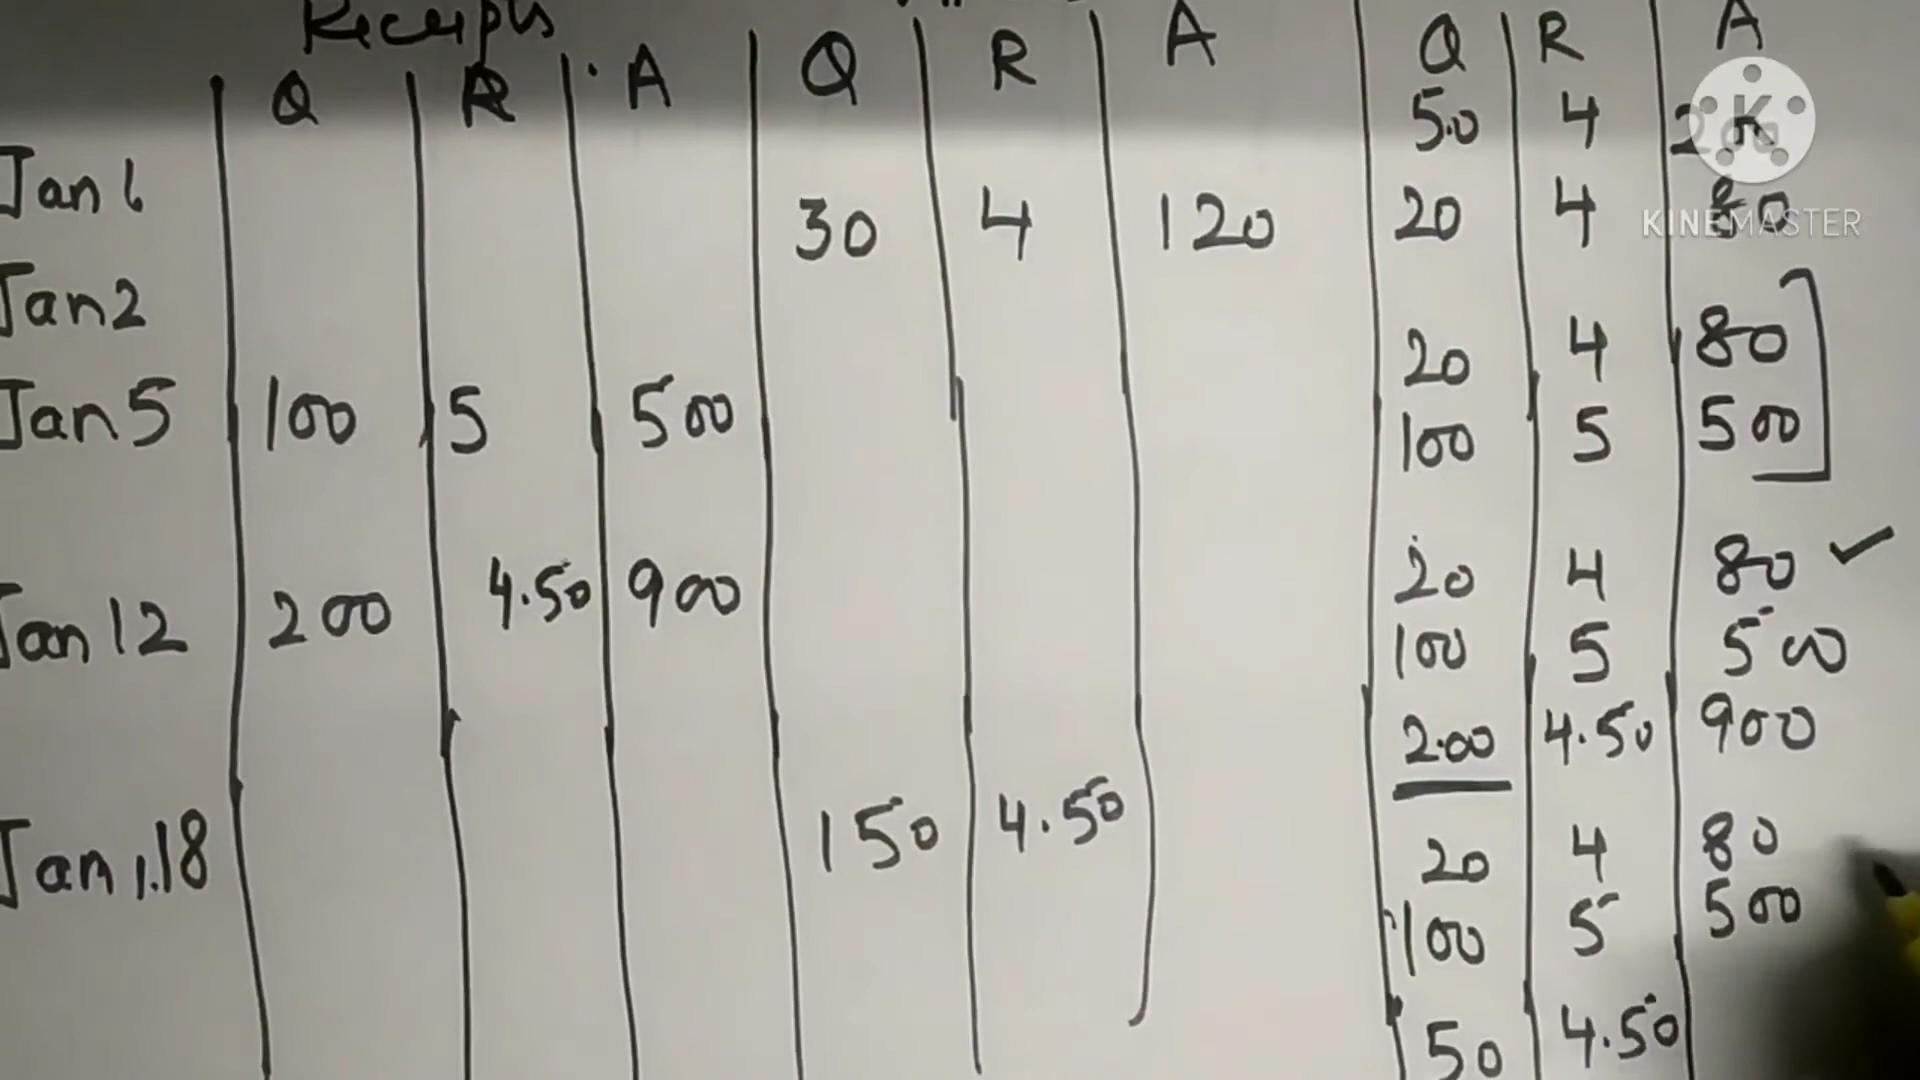 Receipts
Q R A Q R A Q R A
50 4 200
Jan 1 30 4 120 20 4 80
Jan 2
20 4 80
Jan 5 100 5 500 100 5 500
20 4 80 ✓
Jan 12 200 4.50 900 100 5 500
200 4.50 900
Jan 18 150 4.50 20 4 80
100 5 500
50 4.50
K
KINEMASTER